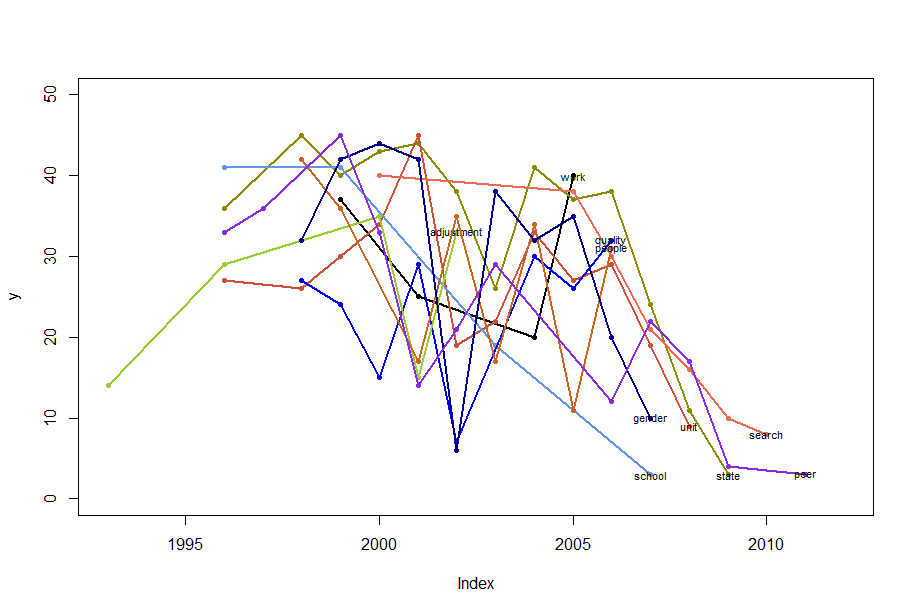 50
40
30
20
10
0
y
work
adjustment
quality
people
gender
unit
search
school
state
peer
1995 2000 2005 2010
Index